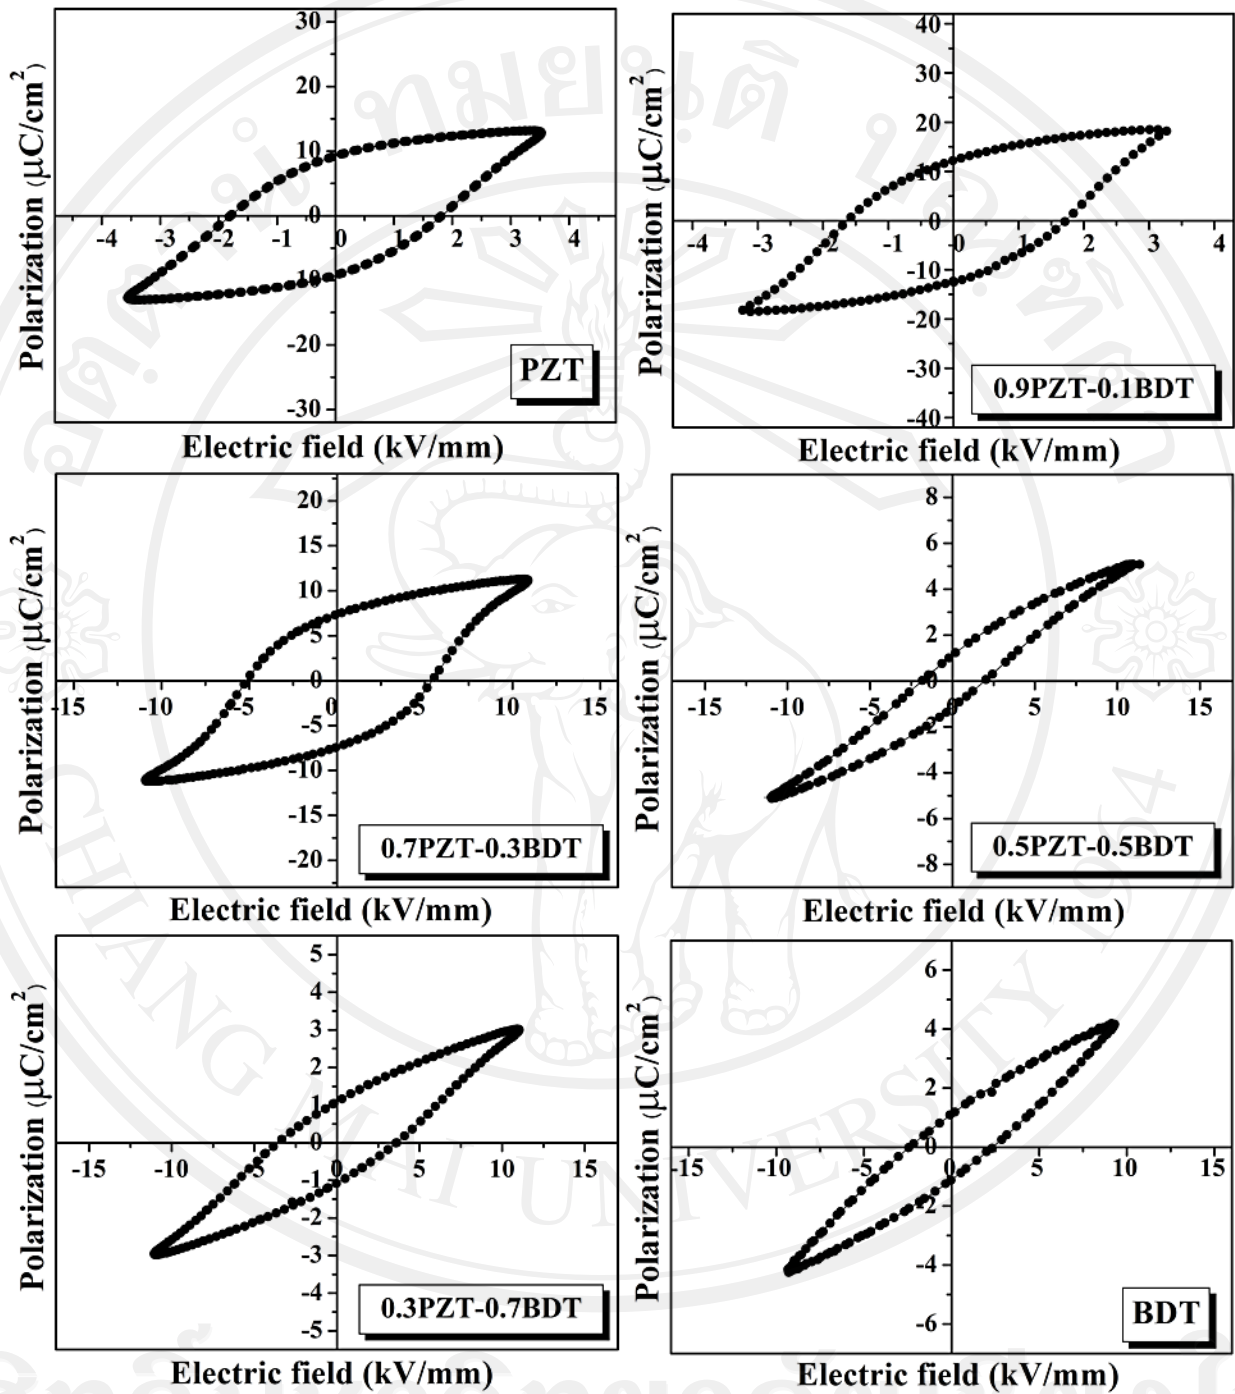 Polarization (μC/cm²)
30
20
10
0
-10
-20
-30
-4 -3 -2 -1 0 1 2 3 4
PZT
Electric field (kV/mm)
Polarization (μC/cm²)
40
30
20
10
0
-10
-20
-30
-40
-4 -3 -2 -1 0 1 2 3 4
0.9PZT-0.1BDT
Electric field (kV/mm)
Polarization (μC/cm²)
20
15
10
5
0
-5
-10
-15
-20
-15 -10 -5 0 5 10 15
0.7PZT-0.3BDT
Electric field (kV/mm)
Polarization (μC/cm²)
8
6
4
2
0
-2
-4
-6
-8
-15 -10 -5 0 5 10 15
0.5PZT-0.5BDT
Electric field (kV/mm)
Polarization (μC/cm²)
5
4
3
2
1
0
-1
-2
-3
-4
-5
-15 -10 -5 0 5 10 15
0.3PZT-0.7BDT
Electric field (kV/mm)
Polarization (μC/cm²)
6
4
2
0
-2
-4
-6
-15 -10 -5 0 5 10 15
BDT
Electric field (kV/mm)
CHIANG MAI UNIVERSITY 1964